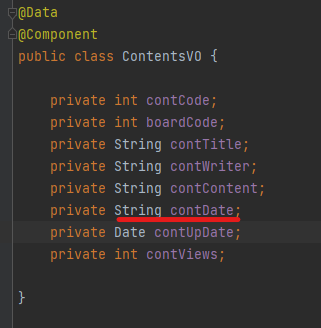 @Data
@Component
public class ContentsVO {
private int contCode;
private int boardCode;
private String contTitle;
private String contWriter;
private String contContent;
private String contDate;
private Date contUpDate;
private int contViews;
}